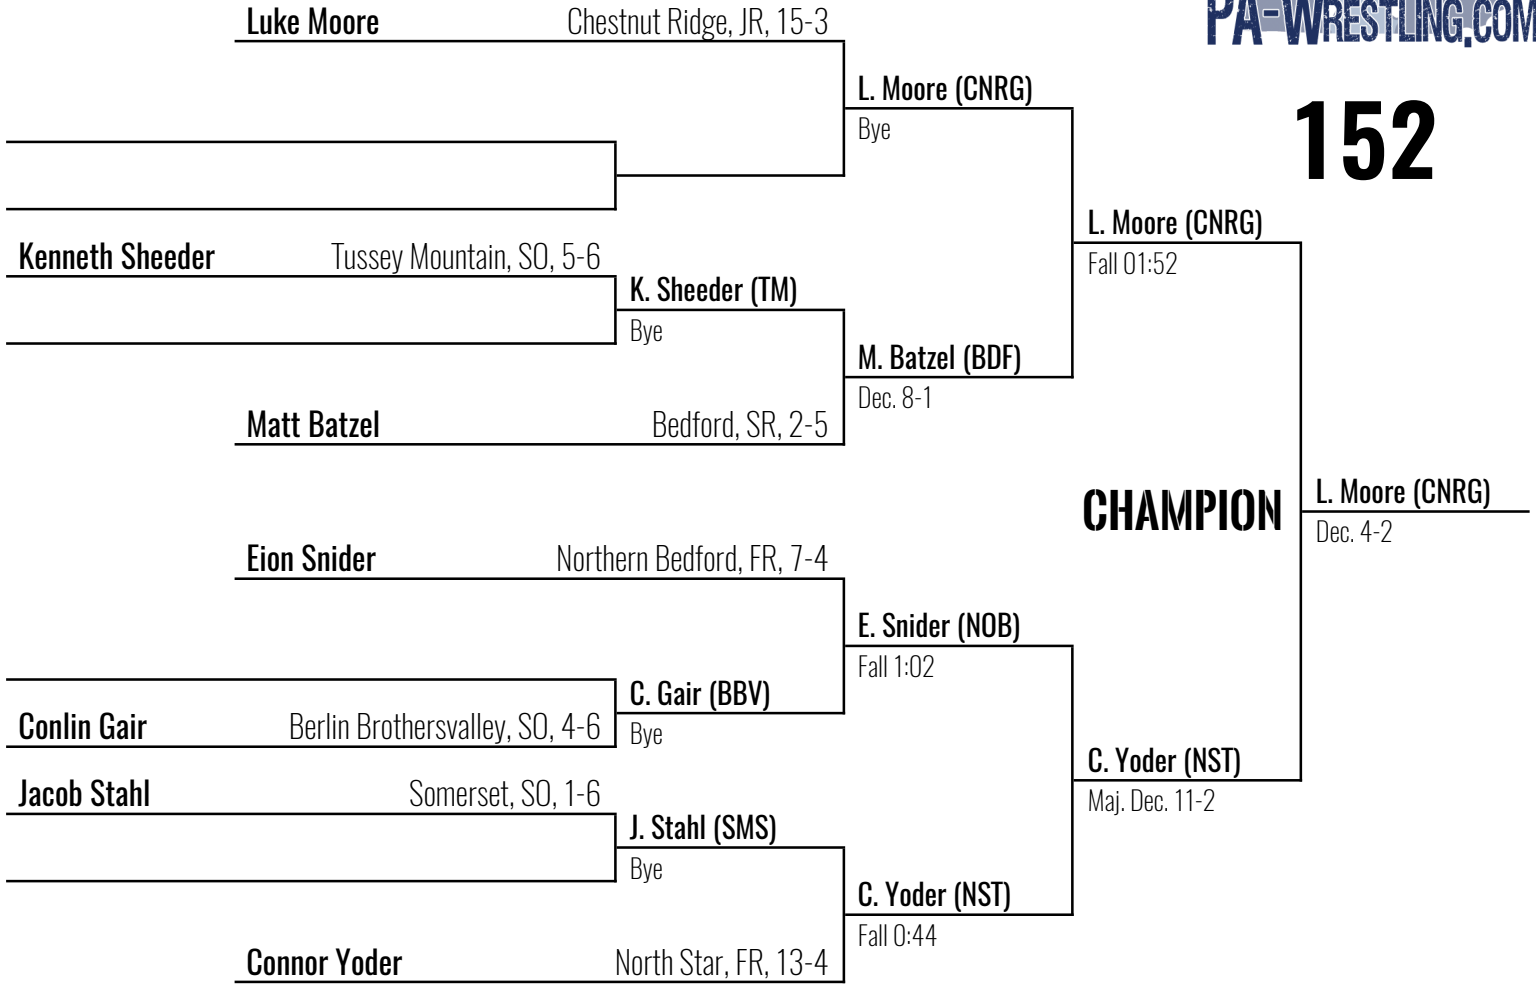 PA-WRESTLING.COM
152
Luke Moore Chestnut Ridge, JR, 15-3
L. Moore (CNRG)
Bye
L. Moore (CNRG)
Fall 01:52
Kenneth Sheeder Tussey Mountain, SO, 5-6
K. Sheeder (TM)
Bye
M. Batzel (BDF)
Dec. 8-1
Matt Batzel Bedford, SR, 2-5
CHAMPION
L. Moore (CNRG)
Dec. 4-2
Eion Snider Northern Bedford, FR, 7-4
E. Snider (NOB)
Fall 1:02
C. Gair (BBV)
Bye
Conlin Gair Berlin Brothersvalley, SO, 4-6
C. Yoder (NST)
Maj. Dec. 11-2
Jacob Stahl Somerset, SO, 1-6
J. Stahl (SMS)
Bye
C. Yoder (NST)
Fall 0:44
Connor Yoder North Star, FR, 13-4